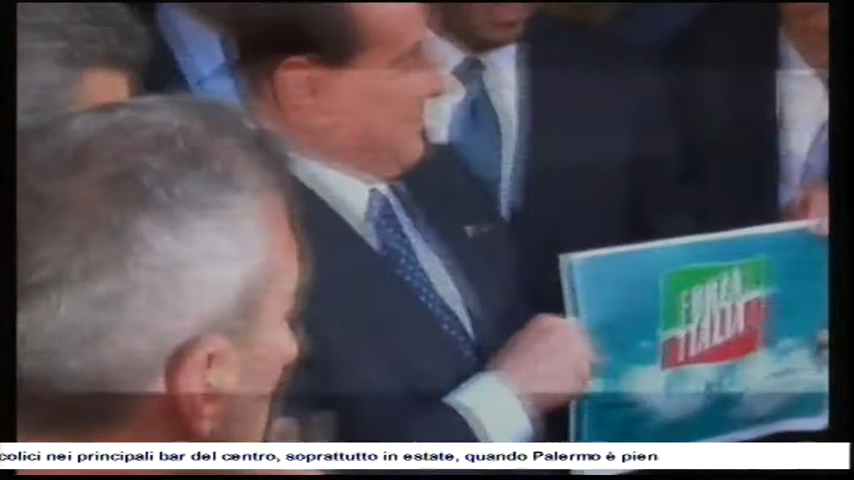 FORZA
ITALIA
colici nei principali bar del centro, soprattutto in estate, quando Palermo è pien